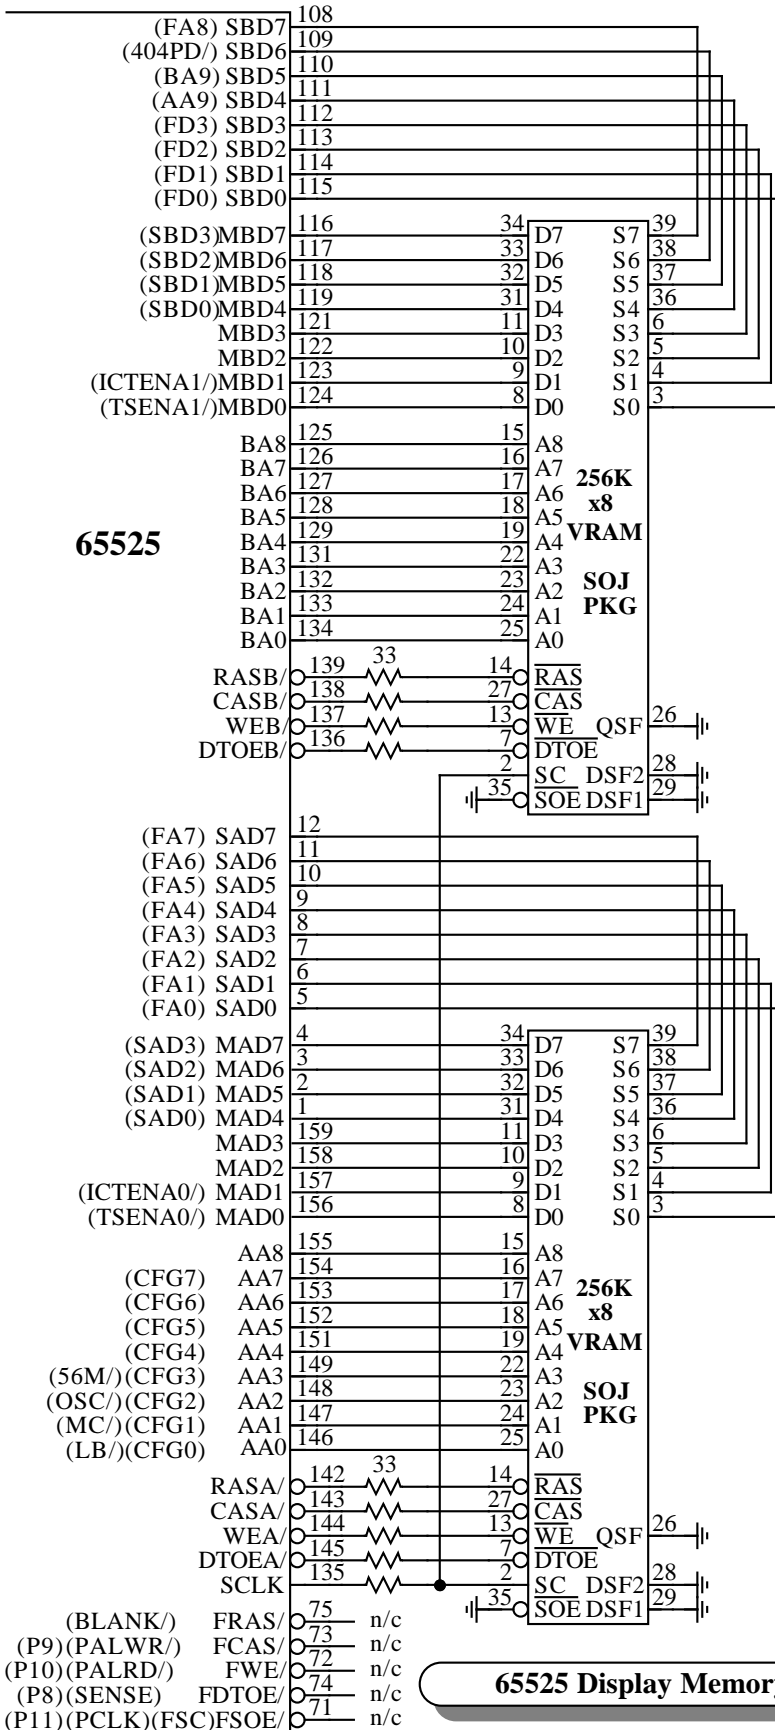 108
(FA8) SBD7
109
(404PD/) SBD6
110
(BA9) SBD5
111
(AA9) SBD4
112
(FD3) SBD3
113
(FD2) SBD2
114
(FD1) SBD1
115
(FD0) SBD0
(SBD3)MBD7 116 34 D7 S7 39
(SBD2)MBD6 117 33 D6 S6 38
(SBD1)MBD5 118 32 D5 S5 37
(SBD0)MBD4 119 31 D4 S4 36
MBD3 121 11 D3 S3 6
MBD2 122 10 D2 S2 5
(ICTENA1/)MBD1 123 9 D1 S1 4
(TSENA1/)MBD0 124 8 D0 S0 3
BA8 125 15 A8
BA7 126 16 A7
BA6 127 17 A6
BA5 128 18 A5
BA4 129 19 A4
BA3 131 22 A3
BA2 132 23 A2
BA1 133 24 A1
BA0 134 25 A0
256K
x8
VRAM
SOJ
PKG
65525
33
RASB/ 139 14 RAS
CASB/ 138 27 CAS
WEB/ 137 13 WE QSF 26
DTOEB/ 136 7 DTOE
2 SC DSF2 28
35 SOE DSF1 29
(FA7) SAD7 12
(FA6) SAD6 11
(FA5) SAD5 10
(FA4) SAD4 9
(FA3) SAD3 8
(FA2) SAD2 7
(FA1) SAD1 6
(FA0) SAD0 5
(SAD3) MAD7 4 34 D7 S7 39
(SAD2) MAD6 3 33 D6 S6 38
(SAD1) MAD5 2 32 D5 S5 37
(SAD0) MAD4 1 31 D4 S4 36
MAD3 159 11 D3 S3 6
MAD2 158 10 D2 S2 5
(ICTENA0/) MAD1 157 9 D1 S1 4
(TSENA0/) MAD0 156 8 D0 S0 3
AA8 155 15 A8
(CFG7) AA7 154 16 A7
(CFG6) AA6 153 17 A6
(CFG5) AA5 152 18 A5
(CFG4) AA4 151 19 A4
(56M/)(CFG3) AA3 149 22 A3
(OSC/)(CFG2) AA2 148 23 A2
(MC/)(CFG1) AA1 147 24 A1
(LB/)(CFG0) AA0 146 25 A0
256K
x8
VRAM
SOJ
PKG
33
RASA/ 142 14 RAS
CASA/ 143 27 CAS
WEA/ 144 13 WE QSF 26
DTOEA/ 145 7 DTOE
SCLK 135 2 SC DSF2 28
35 SOE DSF1 29
(BLANK/) FRAS/ 75 n/c
(P9)(PALWR/) FCAS/ 73 n/c
(P10)(PALRD/) FWE/ 72 n/c
(P8)(SENSE) FDTOE/ 74 n/c
(P11)(PCLK)(FSC)FSOE/ 71 n/c
65525 Display Memory